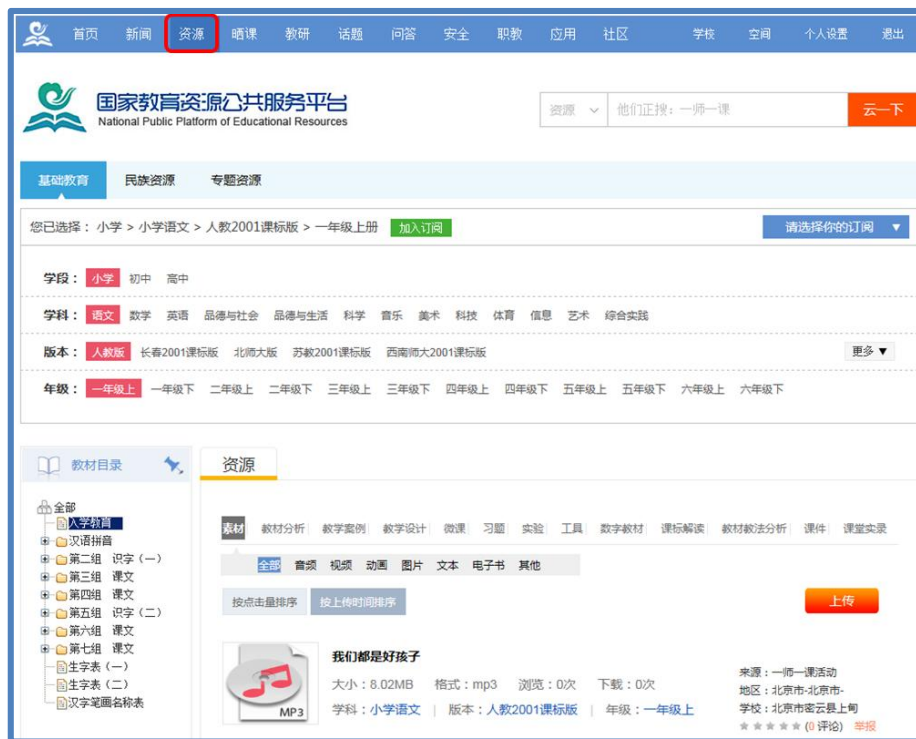 首页 新闻 资源 晒课 教研 话题 问答 安全 职教 应用 社区 学校 空间 个人设置 退出
国家教育资源公共服务平台
National Public Platform of Educational Resources
资源 他们正搜：一师一课 云一下
基础教育 民族资源 专题资源
您已选择：小学 > 小学语文 > 人教2001课标版 > 一年级上册 加入订阅 请选择你的订阅 ▼
学段：小学 初中 高中
学科：语文 数学 英语 品德与社会 品德与生活 科学 音乐 美术 科技 体育 信息 艺术 综合实践
版本：人教版 长春2001课标版 北师大版 苏教2001课标版 西南师大2001课标版 更多 ▼
年级：一年级上 一年级下 二年级上 二年级下 三年级上 三年级下 四年级上 四年级下 五年级上 五年级下 六年级上 六年级下
教材目录
全部
入学教育
汉语拼音
第二组 识字（一）
第三组 课文
第四组 课文
第五组 识字（二）
第六组 课文
第七组 课文
生字表（一）
生字表（二）
汉字笔画名称表
资源
素材 教材分析 教学案例 教学设计 微课 习题 实验 工具 数字教材 课标解读 教材教法分析 课件 课堂实录
全部 音频 视频 动画 图片 文本 电子书 其他
按点击量排序 按上传时间排序 上传
MP3
我们都是好孩子
大小：8.02MB 格式：mp3 浏览：0次 下载：0次
学科：小学语文 | 版本：人教2001课标版 | 年级：一年级上
来源：一师一课活动
地区：北京市-北京市-
学校：北京市密云县上甸
(0 评论) 举报